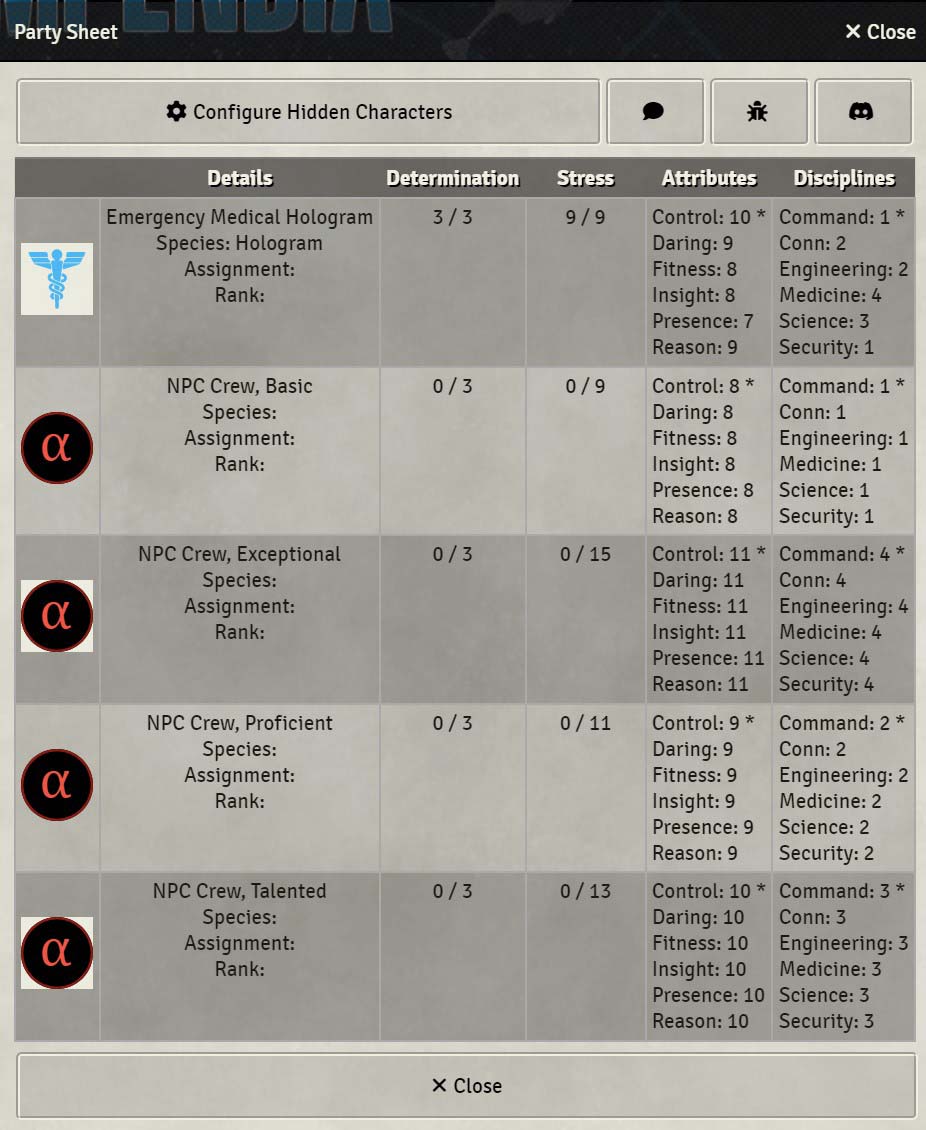 Party Sheet
× Close
Configure Hidden Characters
Details Determination Stress Attributes Disciplines
Emergency Medical Hologram 3 / 3 9 / 9 Control: 10 * Command: 1 *
Species: Hologram Daring: 9 Conn: 2
Assignment: Fitness: 8 Engineering: 2
Rank: Insight: 8 Medicine: 4
Presence: 7 Science: 3
Reason: 9 Security: 1
α
NPC Crew, Basic 0 / 3 0 / 9 Control: 8 * Command: 1 *
Species: Daring: 8 Conn: 1
Assignment: Fitness: 8 Engineering: 1
Rank: Insight: 8 Medicine: 1
Presence: 8 Science: 1
Reason: 8 Security: 1
α
NPC Crew, Exceptional 0 / 3 0 / 15 Control: 11 * Command: 4 *
Species: Daring: 11 Conn: 4
Assignment: Fitness: 11 Engineering: 4
Rank: Insight: 11 Medicine: 4
Presence: 11 Science: 4
Reason: 11 Security: 4
α
NPC Crew, Proficient 0 / 3 0 / 11 Control: 9 * Command: 2 *
Species: Daring: 9 Conn: 2
Assignment: Fitness: 9 Engineering: 2
Rank: Insight: 9 Medicine: 2
Presence: 9 Science: 2
Reason: 9 Security: 2
α
NPC Crew, Talented 0 / 3 0 / 13 Control: 10 * Command: 3 *
Species: Daring: 10 Conn: 3
Assignment: Fitness: 10 Engineering: 3
Rank: Insight: 10 Medicine: 3
Presence: 10 Science: 3
Reason: 10 Security: 3
× Close